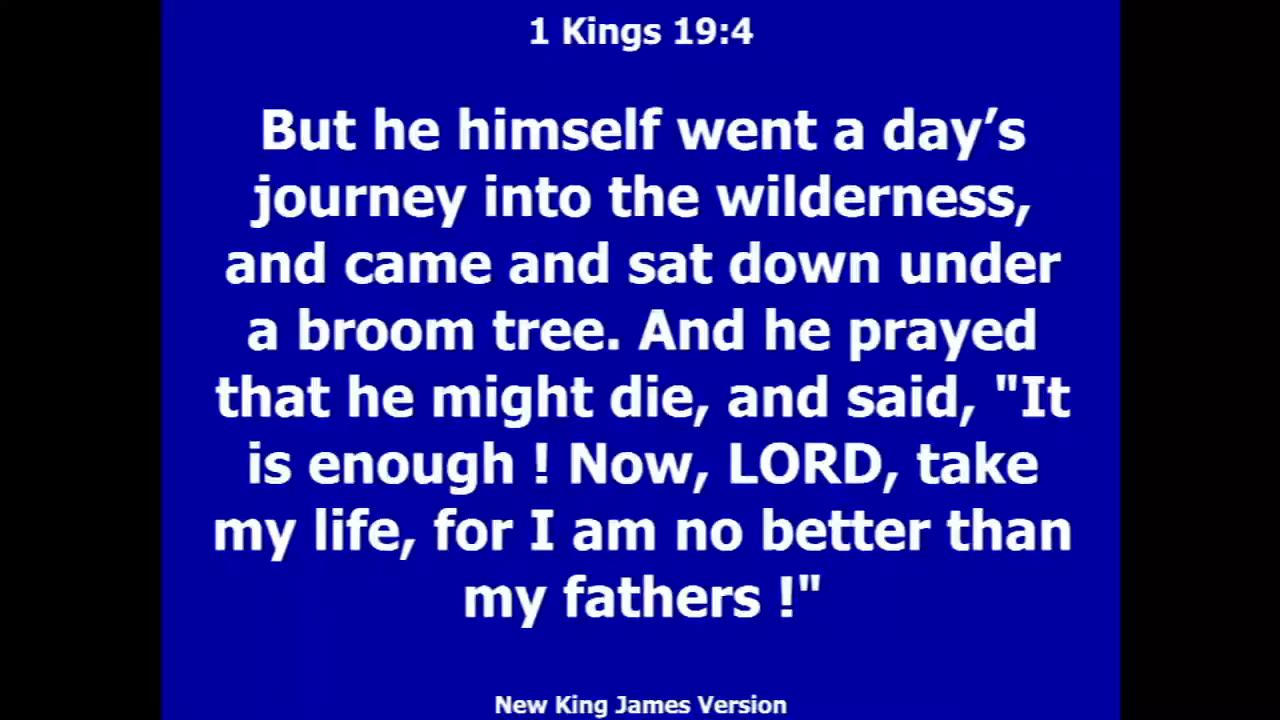 1 Kings 19:4
But he himself went a day’s
journey into the wilderness,
and came and sat down under
a broom tree. And he prayed
that he might die, and said, "It
is enough ! Now, LORD, take
my life, for I am no better than
my fathers !"
New King James Version